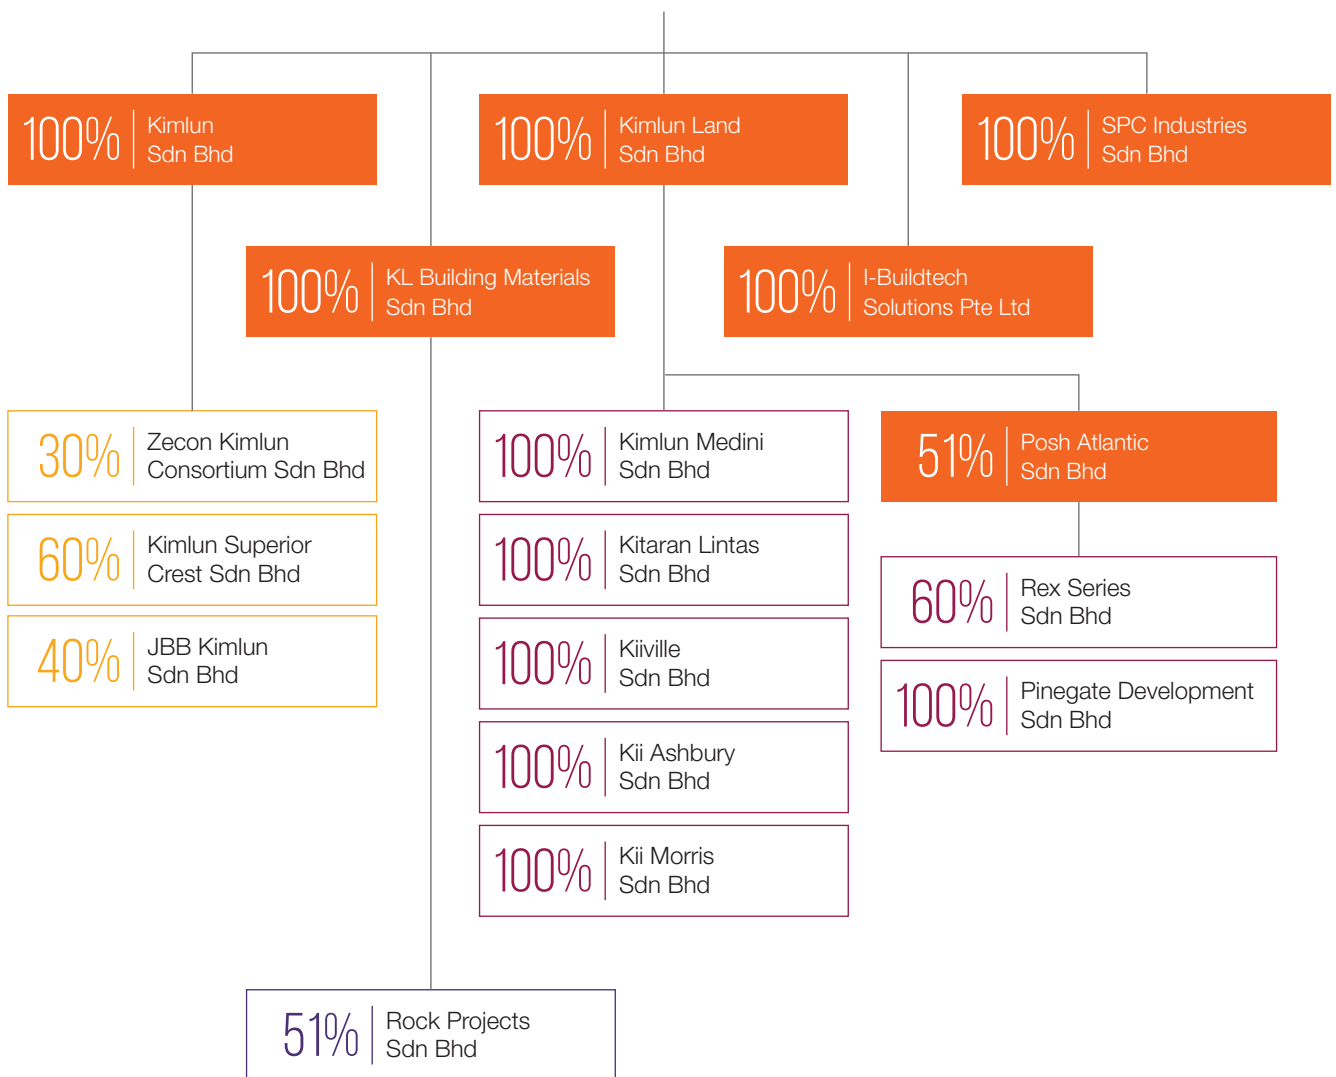 100%
Kimlun
Sdn Bhd
100%
Kimlun Land
Sdn Bhd
100%
SPC Industries
Sdn Bhd
100%
KL Building Materials
Sdn Bhd
100%
I-Buildtech
Solutions Pte Ltd
30%
Zecon Kimlun
Consortium Sdn Bhd
60%
Kimlun Superior
Crest Sdn Bhd
40%
JBB Kimlun
Sdn Bhd
100%
Kimlun Medini
Sdn Bhd
100%
Kitaran Lintas
Sdn Bhd
100%
Kiiville
Sdn Bhd
100%
Kii Ashbury
Sdn Bhd
100%
Kii Morris
Sdn Bhd
51%
Posh Atlantic
Sdn Bhd
60%
Rex Series
Sdn Bhd
100%
Pinegate Development
Sdn Bhd
51%
Rock Projects
Sdn Bhd